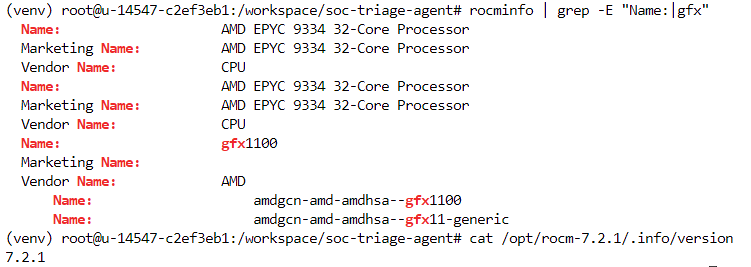 (venv) root@u-14547-c2ef3eb1:/workspace/soc-triage-agent# rocminfo | grep -E "Name:|gfx"
  Name:                    AMD EPYC 9334 32-Core Processor
  Marketing Name:          AMD EPYC 9334 32-Core Processor
  Vendor Name:             CPU
  Name:                    AMD EPYC 9334 32-Core Processor
  Marketing Name:          AMD EPYC 9334 32-Core Processor
  Vendor Name:             CPU
  Name:                    gfx1100
  Marketing Name:
  Vendor Name:             AMD
      Name:                    amdgcn-amd-amdhsa--gfx1100
      Name:                    amdgcn-amd-amdhsa--gfx11-generic
(venv) root@u-14547-c2ef3eb1:/workspace/soc-triage-agent# cat /opt/rocm-7.2.1/.info/version
7.2.1